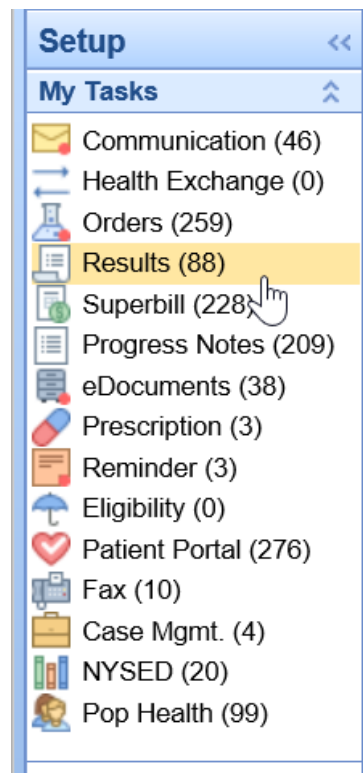 Setup
My Tasks
Communication (46)
Health Exchange (0)
Orders (259)
Results (88)
Superbill (228)
Progress Notes (209)
eDocuments (38)
Prescription (3)
Reminder (3)
Eligibility (0)
Patient Portal (276)
Fax (10)
Case Mgmt. (4)
NYSED (20)
Pop Health (99)